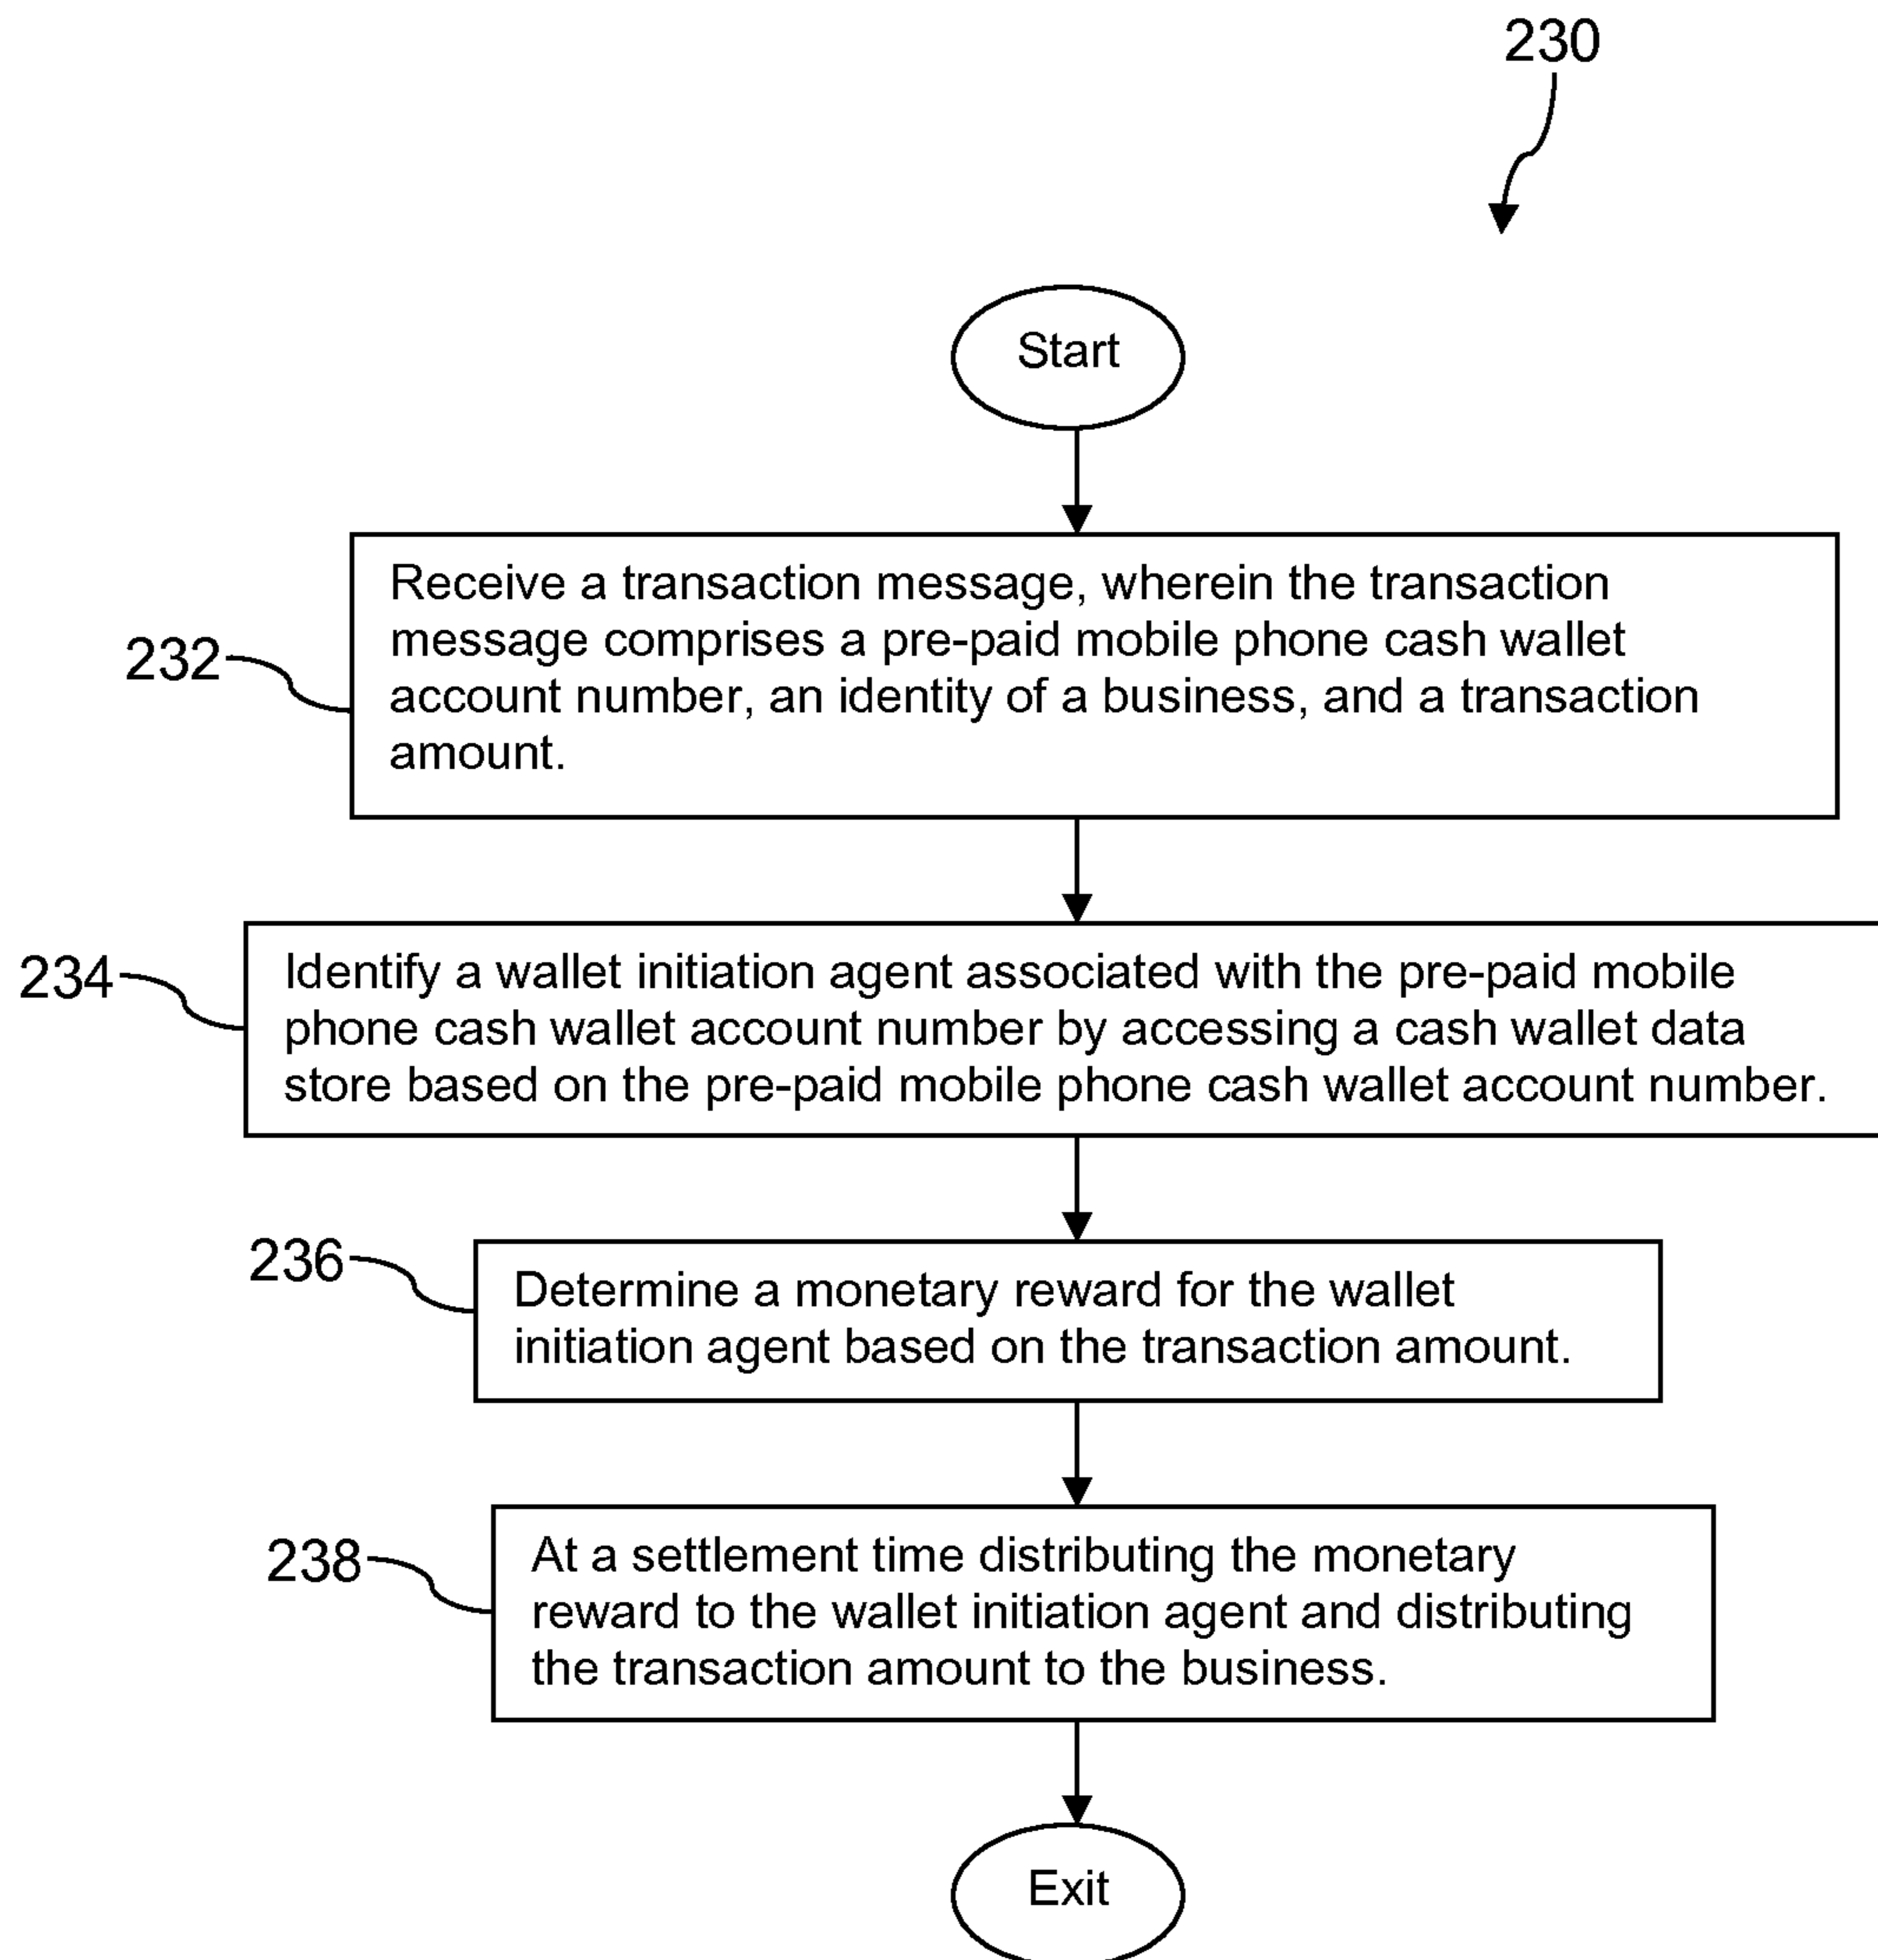 230
Start
232
Receive a transaction message, wherein the transaction
message comprises a pre-paid mobile phone cash wallet
account number, an identity of a business, and a transaction
amount.
234
Identify a wallet initiation agent associated with the pre-paid mobile
phone cash wallet account number by accessing a cash wallet data
store based on the pre-paid mobile phone cash wallet account number.
236
Determine a monetary reward for the wallet
initiation agent based on the transaction amount.
238
At a settlement time distributing the monetary
reward to the wallet initiation agent and distributing
the transaction amount to the business.
Exit